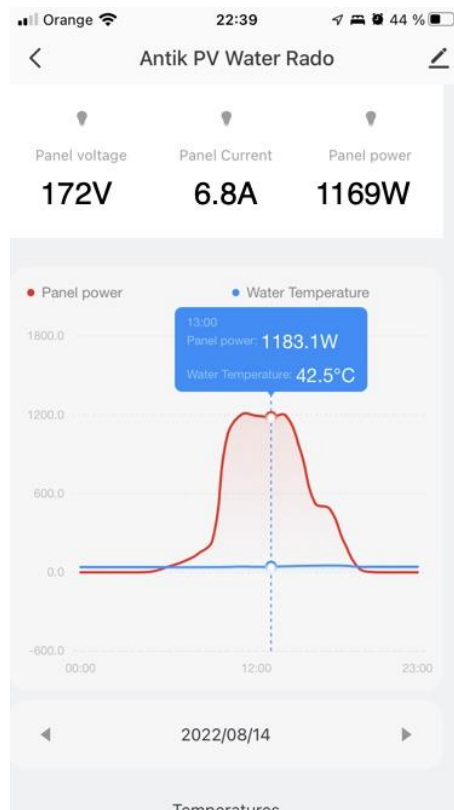 Orange 22:39 44 %
Antik PV Water Rado
Panel voltage Panel Current Panel power
172V 6.8A 1169W
Panel power Water Temperature
1800.0
13:00
Panel power: 1183.1W
Water Temperature: 42.5°C
1200.0
600.0
0.0
-600.0
00:00 12:00 23:00
2022/08/14
Temperatures